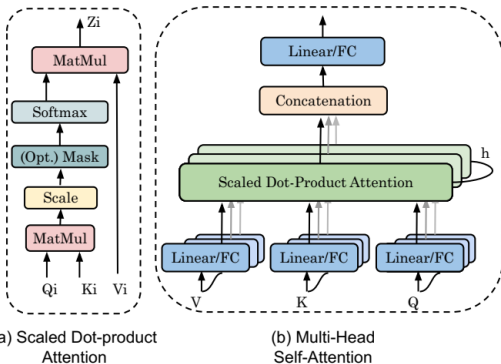 Zi
MatMul
Softmax
(Opt.) Mask
Scale
MatMul
Qi Ki Vi
a) Scaled Dot-product
Attention
Linear/FC
Concatenation
h
Scaled Dot-Product Attention
Linear/FC Linear/FC Linear/FC
V K Q
(b) Multi-Head
Self-Attention